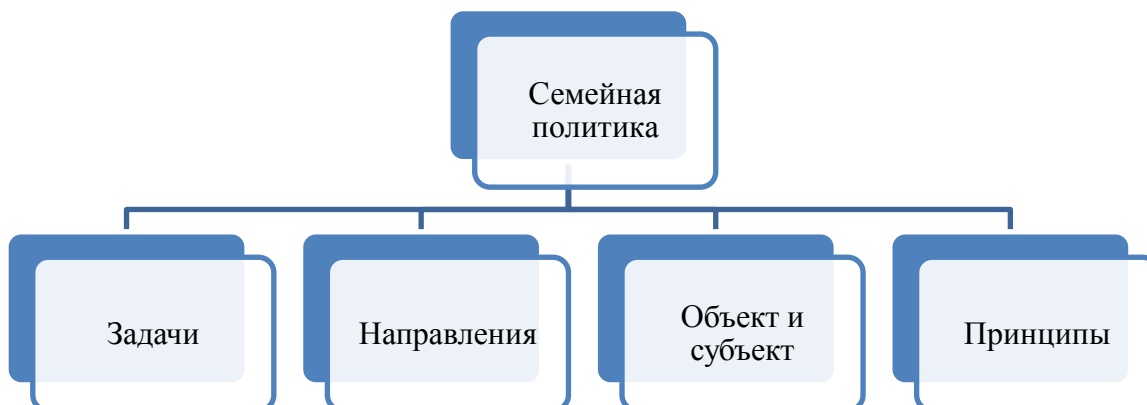 Семейная
политика
Задачи
Направления
Объект и
субъект
Принципы